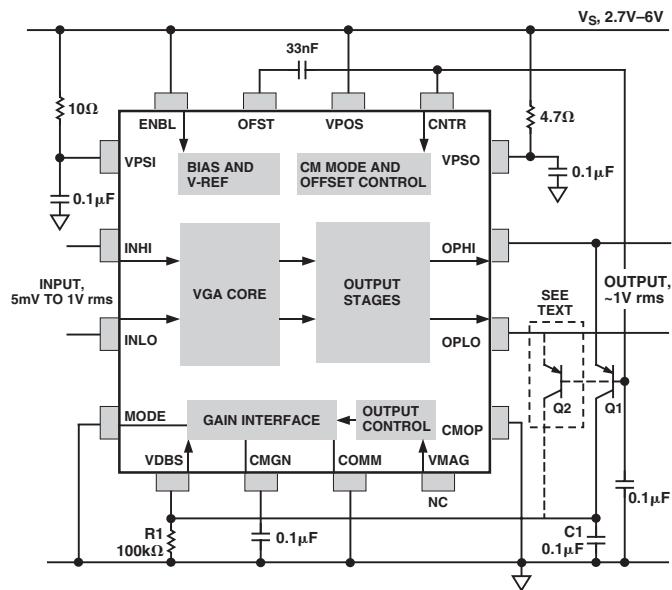 V_S, 2.7V–6V
33nF
10Ω
4.7Ω
ENBL
OFST
VPOS
CNTR
VPSI
VPSO
BIAS AND
V-REF
CM MODE AND
OFFSET CONTROL
0.1µF
0.1µF
INHI
OPHI
INPUT,
5mV TO 1V rms
VGA CORE
OUTPUT
STAGES
SEE
TEXT
OUTPUT,
~1V rms
INLO
OPLO
Q2
Q1
MODE
GAIN INTERFACE
OUTPUT
CONTROL
CMOP
VDBS
CMGN
COMM
VMAG
NC
R1
100kΩ
0.1µF
C1
0.1µF
0.1µF